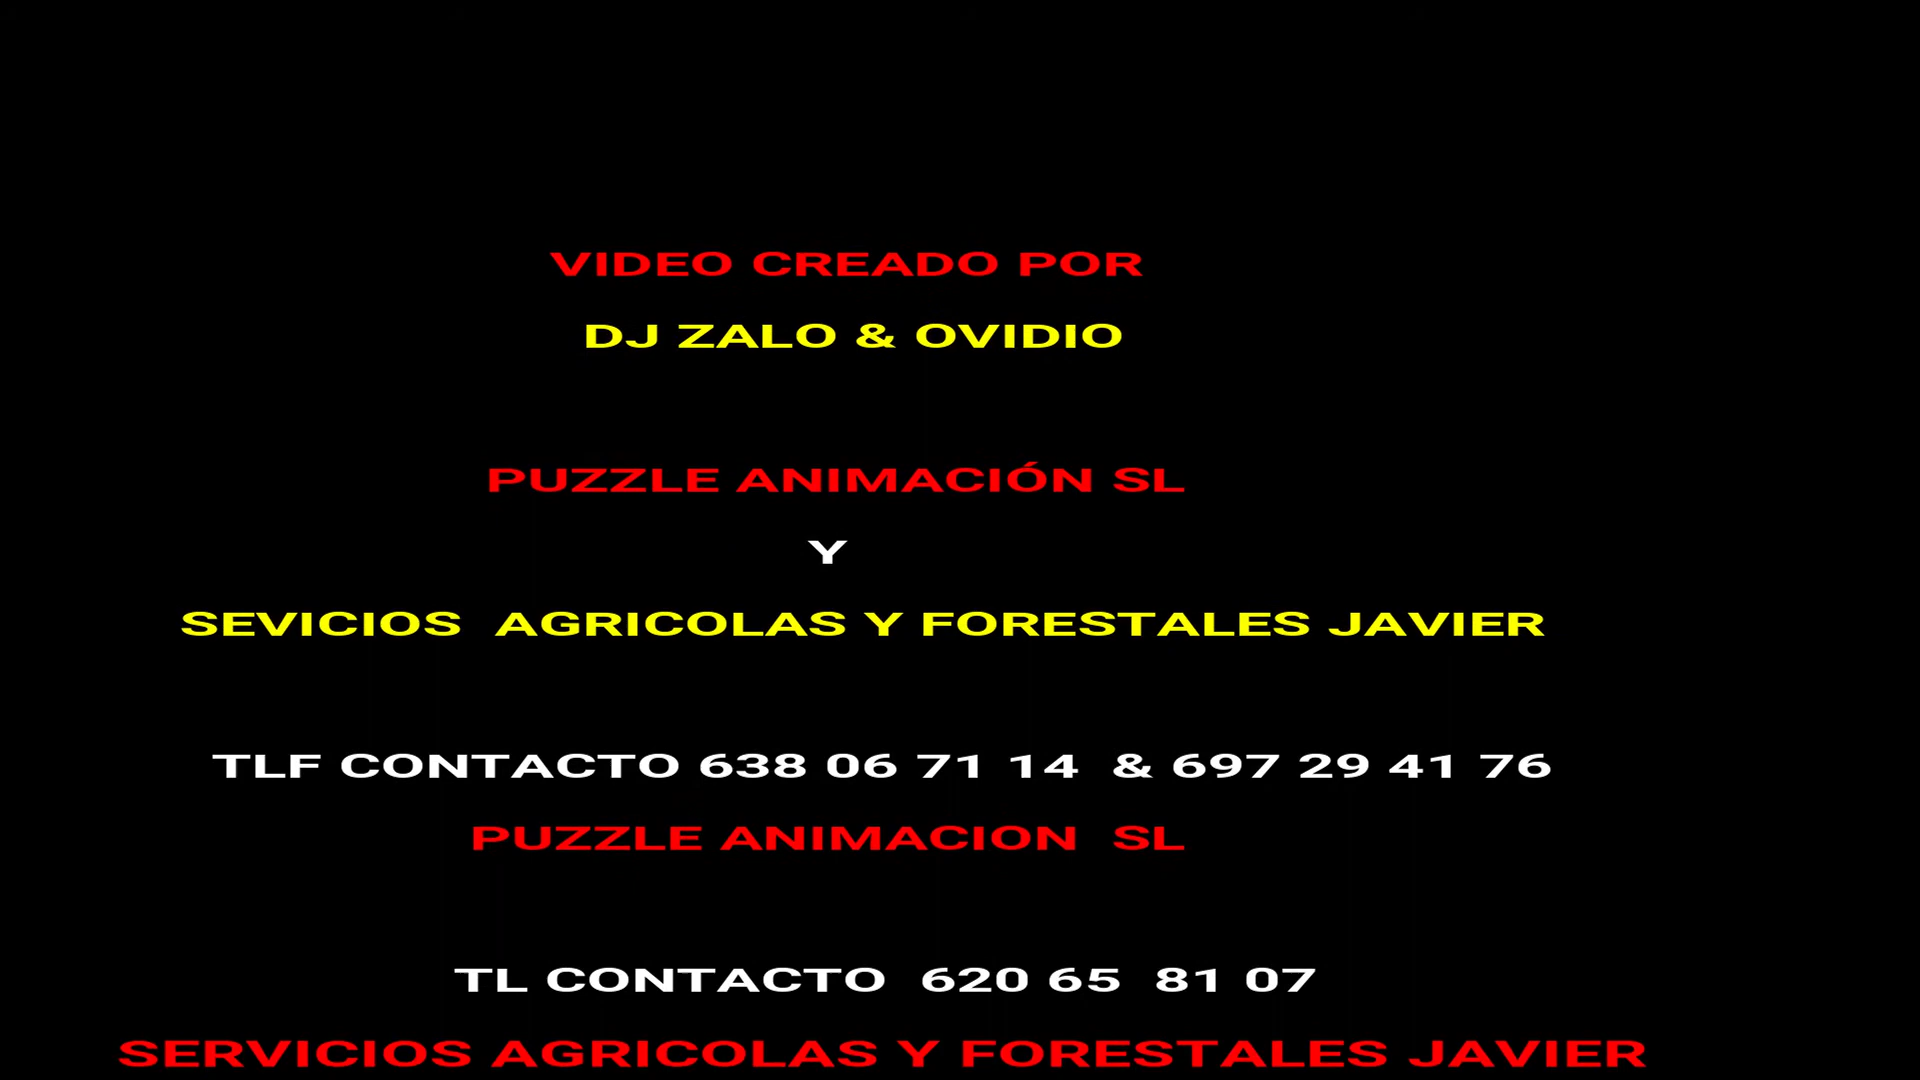 VIDEO CREADO POR
DJ ZALO & OVIDIO
PUZZLE ANIMACIÓN SL
Y
SEVICIOS  AGRICOLAS Y FORESTALES JAVIER
TLF CONTACTO 638 06 71 14  & 697 29 41 76
PUZZLE ANIMACION  SL
TL CONTACTO  620 65  81 07
SERVICIOS AGRICOLAS Y FORESTALES JAVIER